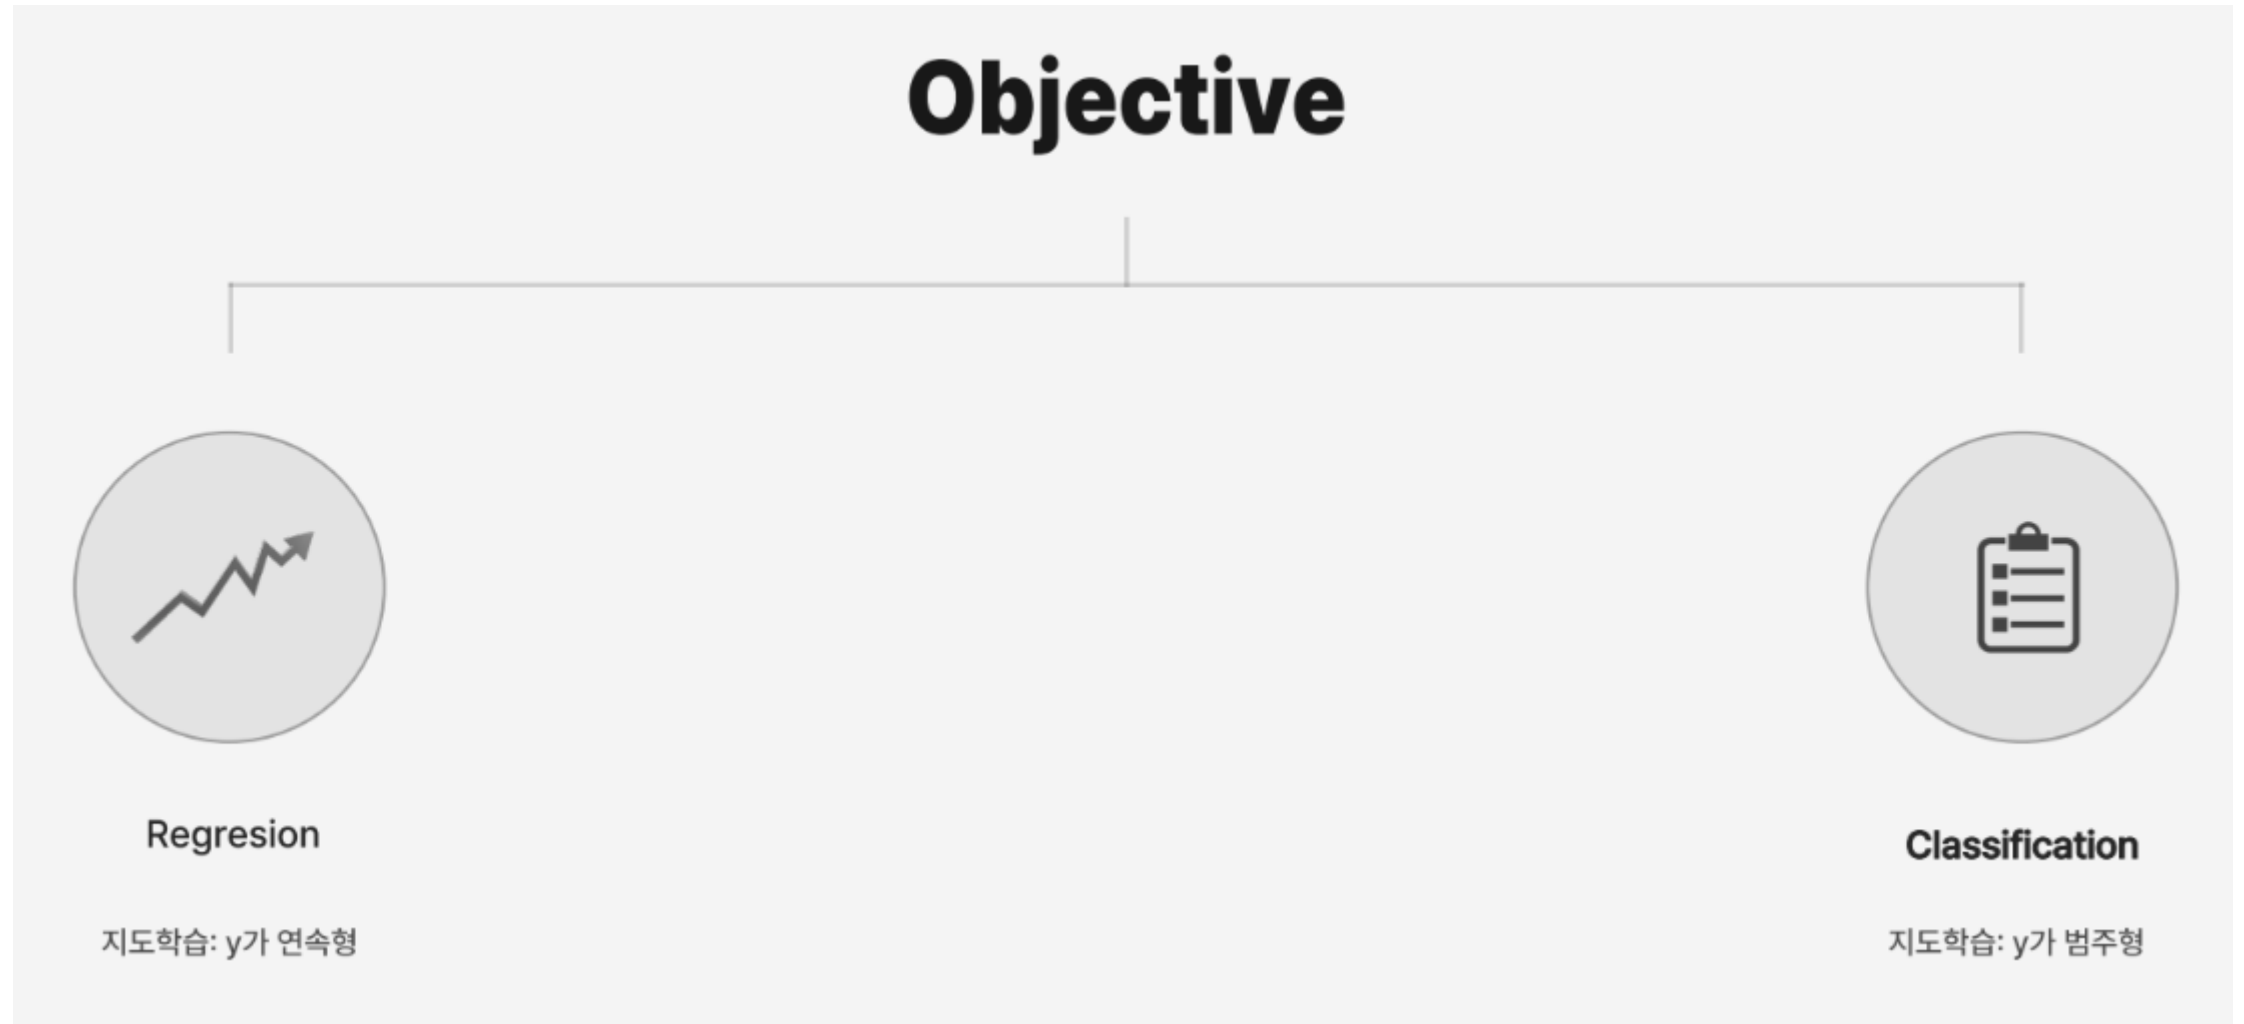 Objective
Regresion
Classification
지도학습: y가 연속형
지도학습: y가 범주형